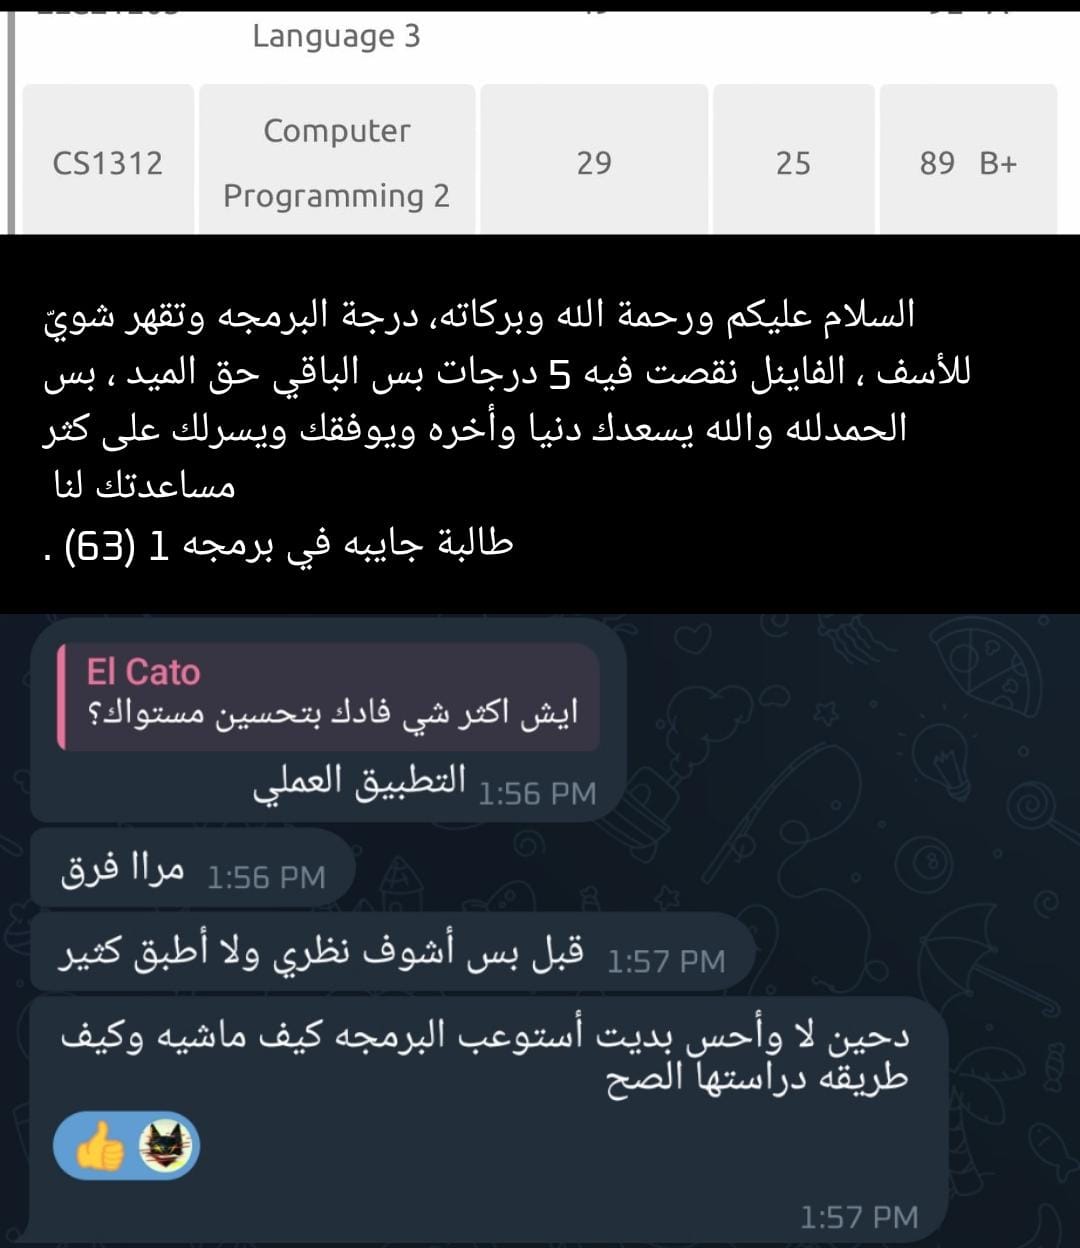 Language 3
CS1312
Computer
Programming 2
29
25
89 B+
السلام عليكم ورحمة الله وبركاته، درجة البرمجه وتقهر شويّ
للأسف ، الفاينل نقصت فيه 5 درجات بس الباقي حق الميد ، بس
الحمدلله والله يسعدك دنيا وأخره ويوفقك ويسرلك على كثر
مساعدتك لنا
طالبة جايبه في برمجه 1 (63) .
El Cato
ايش اكثر شي فادك بتحسين مستواك؟
التطبيق العملي 1:56 PM
مراا فرق 1:56 PM
قبل بس أشوف نظري ولا أطبق كثير 1:57 PM
دحين لا وأحس بديت أستوعب البرمجه كيف ماشيه وكيف
طريقه دراستها الصح
1:57 PM